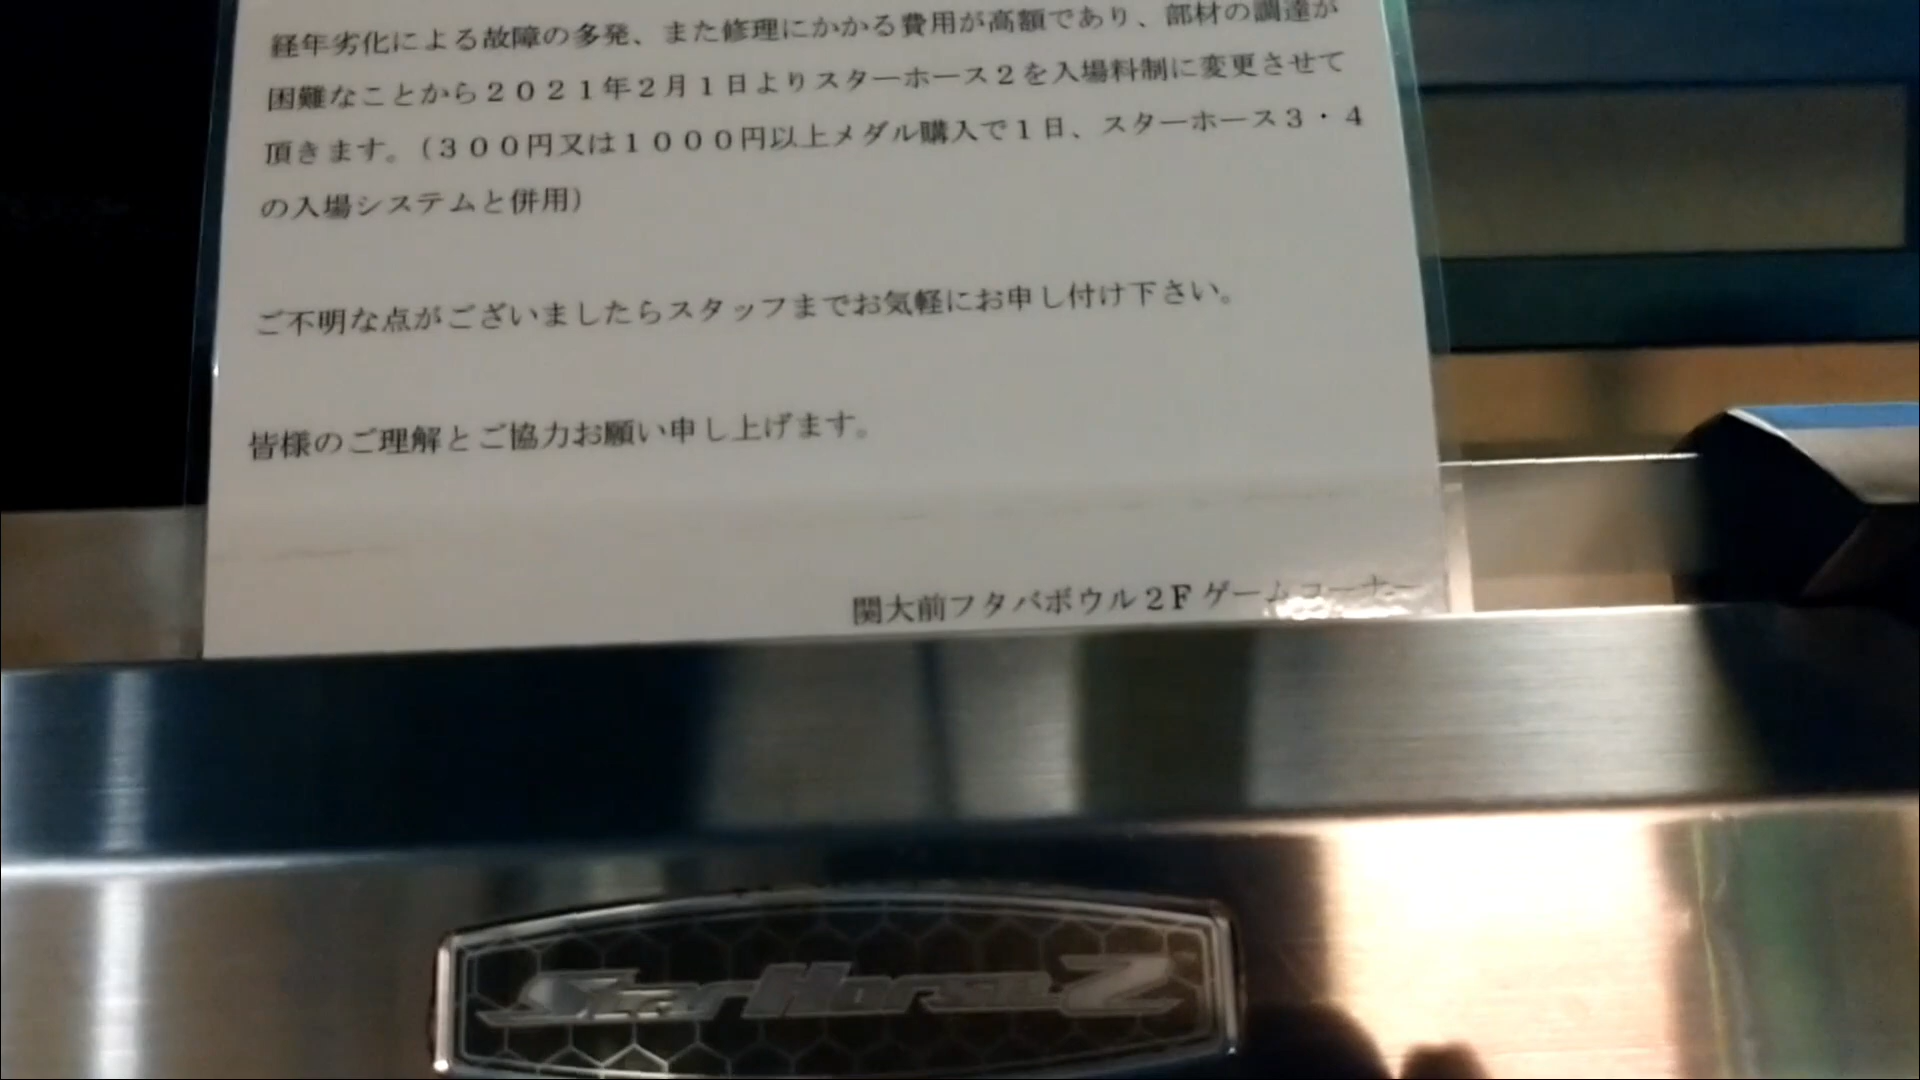 経年劣化による故障の多発、また修理にかかる費用が高額であり、部材の調達が
困難なことから２０２１年２月１日よりスターホース２を入場料制に変更させて
頂きます。（３００円又は１０００円以上メダル購入で１日、スターホース３・４
の入場システムと併用）
ご不明な点がございましたらスタッフまでお気軽にお申し付け下さい。
皆様のご理解とご協力お願い申し上げます。
関大前フタバボウル２Ｆ ゲームコーナー
StarHorse2